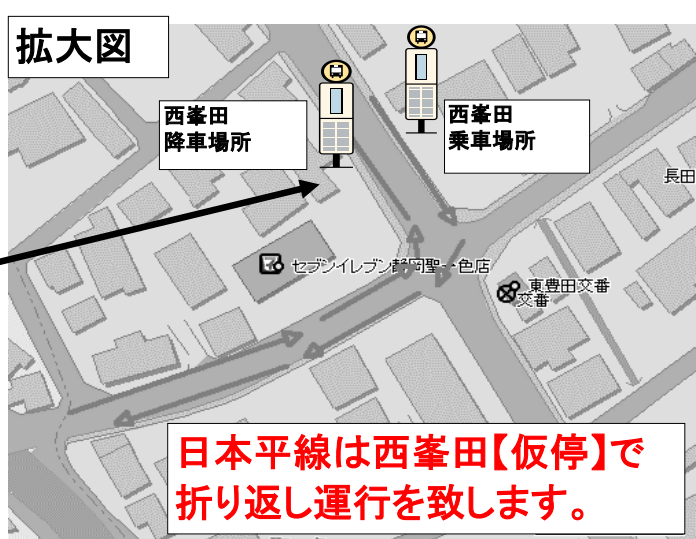 拡大図
西峯田
降車場所
西峯田
乗車場所
長田
セブンイレブン静岡聖一色店
東豊田交番
交番
日本平線は西峯田【仮停】で
折り返し運行を致します。